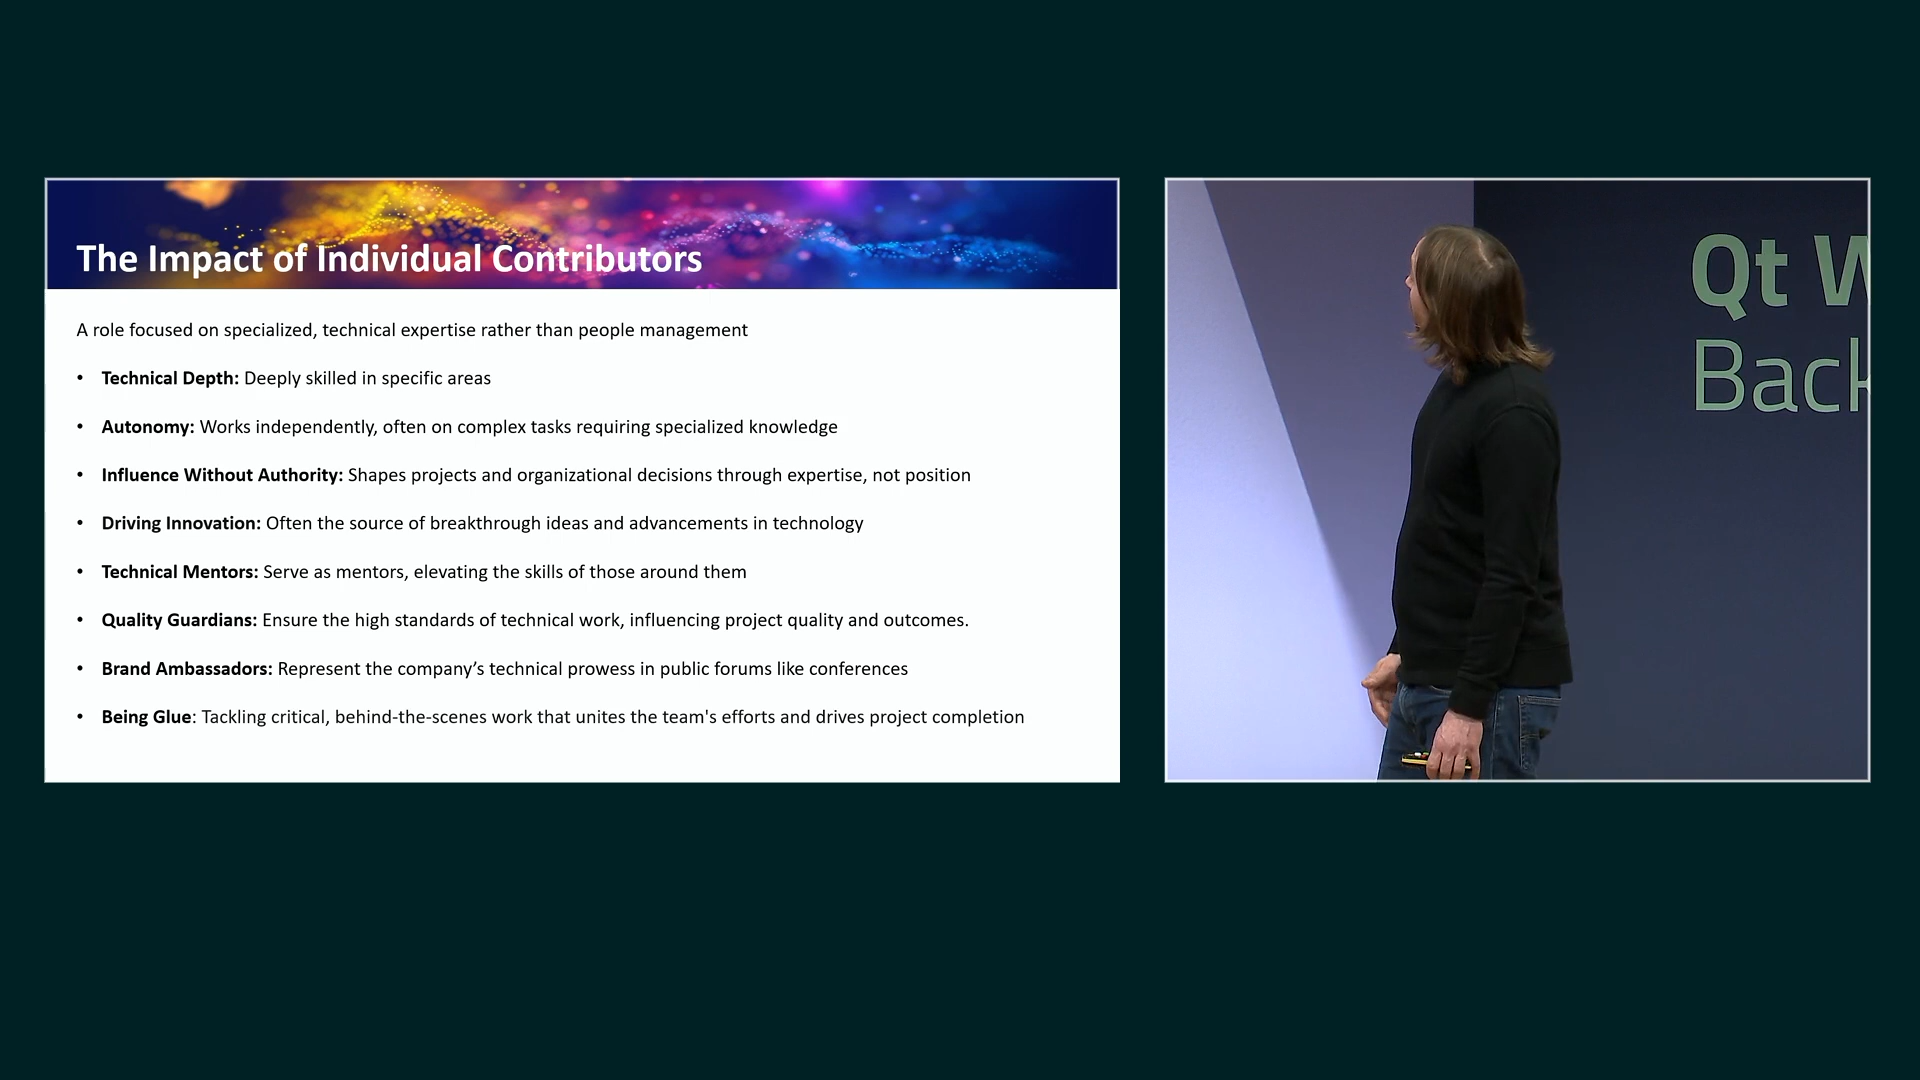 The Impact of Individual Contributors
A role focused on specialized, technical expertise rather than people management
• Technical Depth: Deeply skilled in specific areas
• Autonomy: Works independently, often on complex tasks requiring specialized knowledge
• Influence Without Authority: Shapes projects and organizational decisions through expertise, not position
• Driving Innovation: Often the source of breakthrough ideas and advancements in technology
• Technical Mentors: Serve as mentors, elevating the skills of those around them
• Quality Guardians: Ensure the high standards of technical work, influencing project quality and outcomes.
• Brand Ambassadors: Represent the company’s technical prowess in public forums like conferences
• Being Glue: Tackling critical, behind-the-scenes work that unites the team's efforts and drives project completion
Qt W
Back